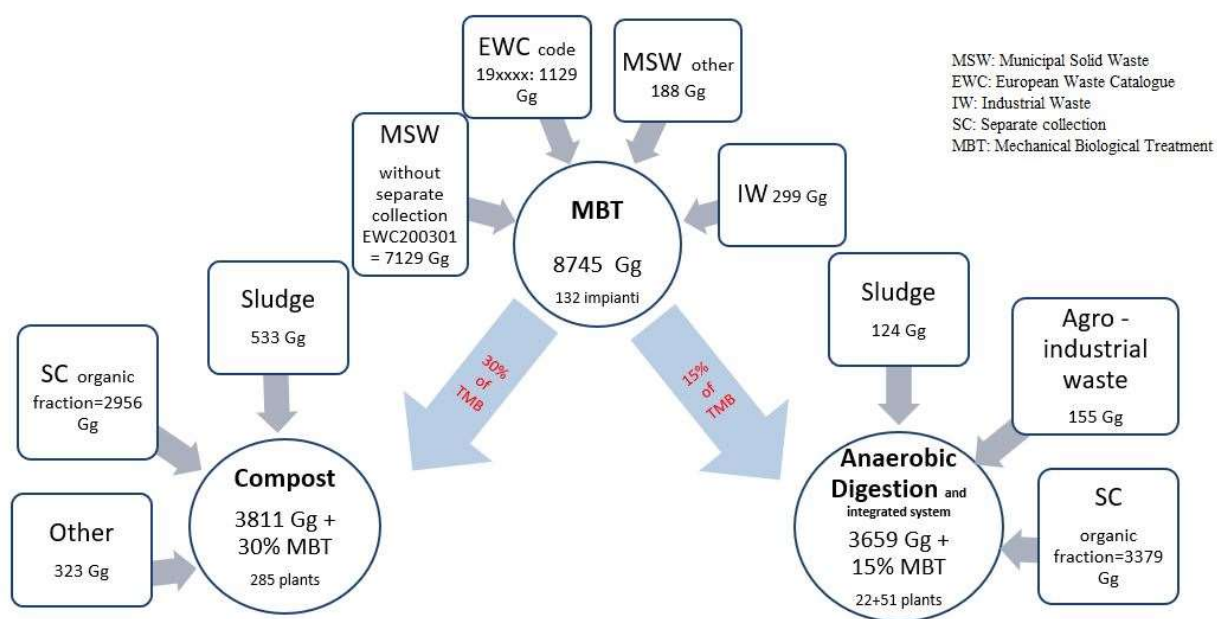 EWC code
19xxxx: 1129
Gg
MSW other
188 Gg
MSW: Municipal Solid Waste
EWC: European Waste Catalogue
IW: Industrial Waste
SC: Separate collection
MBT: Mechanical Biological Treatment
MSW
without
separate
collection
EWC200301
= 7129 Gg
MBT
8745 Gg
132 impianti
IW 299 Gg
Sludge
533 Gg
Sludge
124 Gg
SC organic
fraction=2956
Gg
30%
of
TMB
15%
of
TMB
Agro -
industrial
waste
155 Gg
Other
323 Gg
Compost
3811 Gg +
30% MBT
285 plants
Anaerobic
Digestion and
integrated system
3659 Gg +
15% MBT
22+51 plants
SC
organic
fraction=3379
Gg